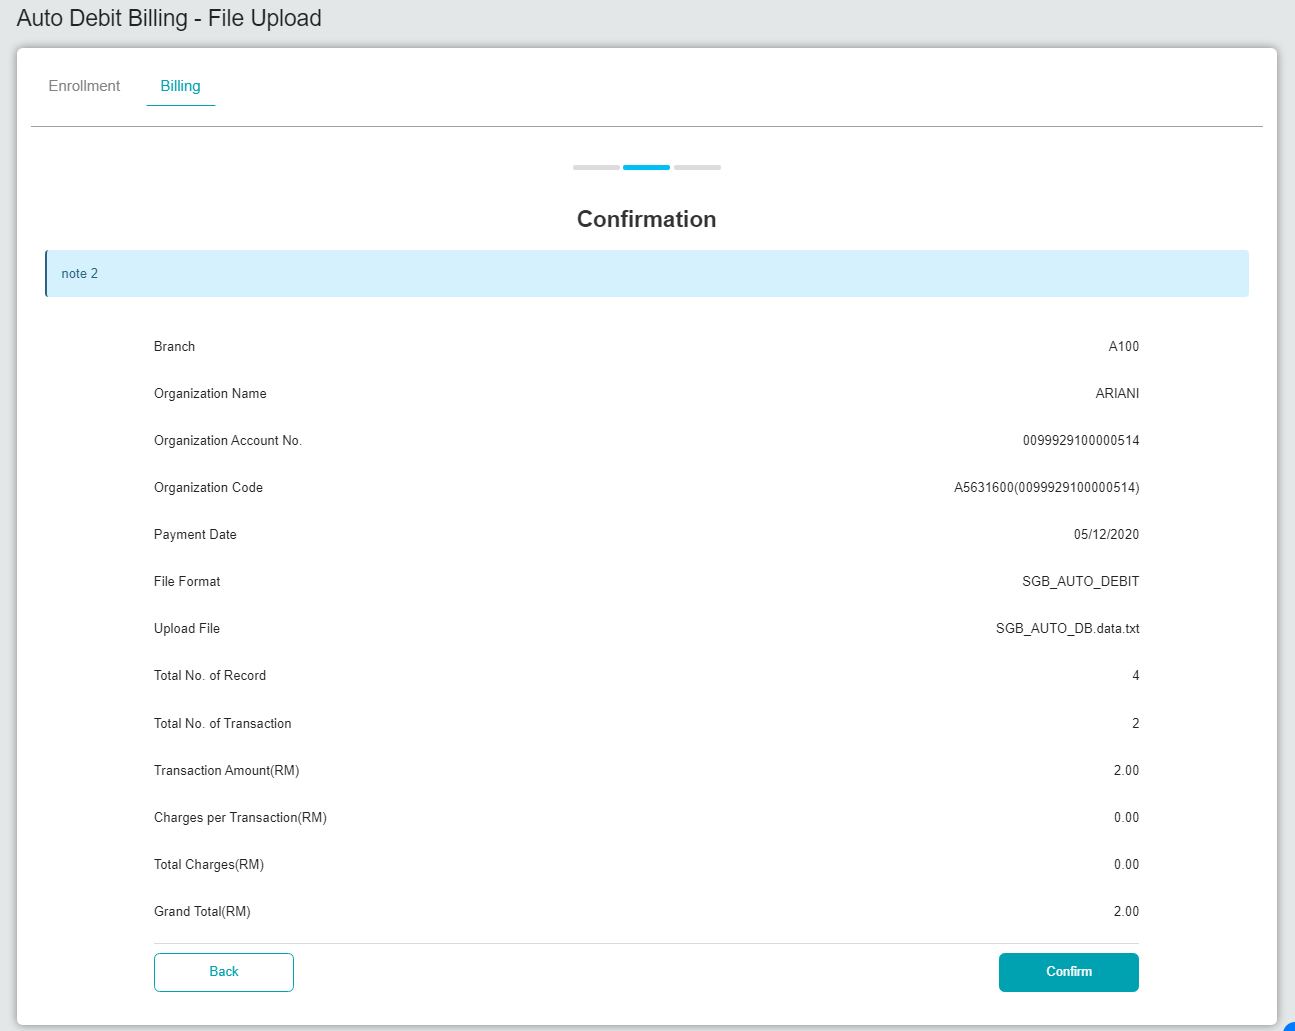 Auto Debit Billing - File Upload
Enrollment Billing
Confirmation
note 2
Branch A100
Organization Name ARIANI
Organization Account No. 0099929100000514
Organization Code A5631600(0099929100000514)
Payment Date 05/12/2020
File Format SGB_AUTO_DEBIT
Upload File SGB_AUTO_DB.data.txt
Total No. of Record 4
Total No. of Transaction 2
Transaction Amount(RM) 2.00
Charges per Transaction(RM) 0.00
Total Charges(RM) 0.00
Grand Total(RM) 2.00
Back Confirm